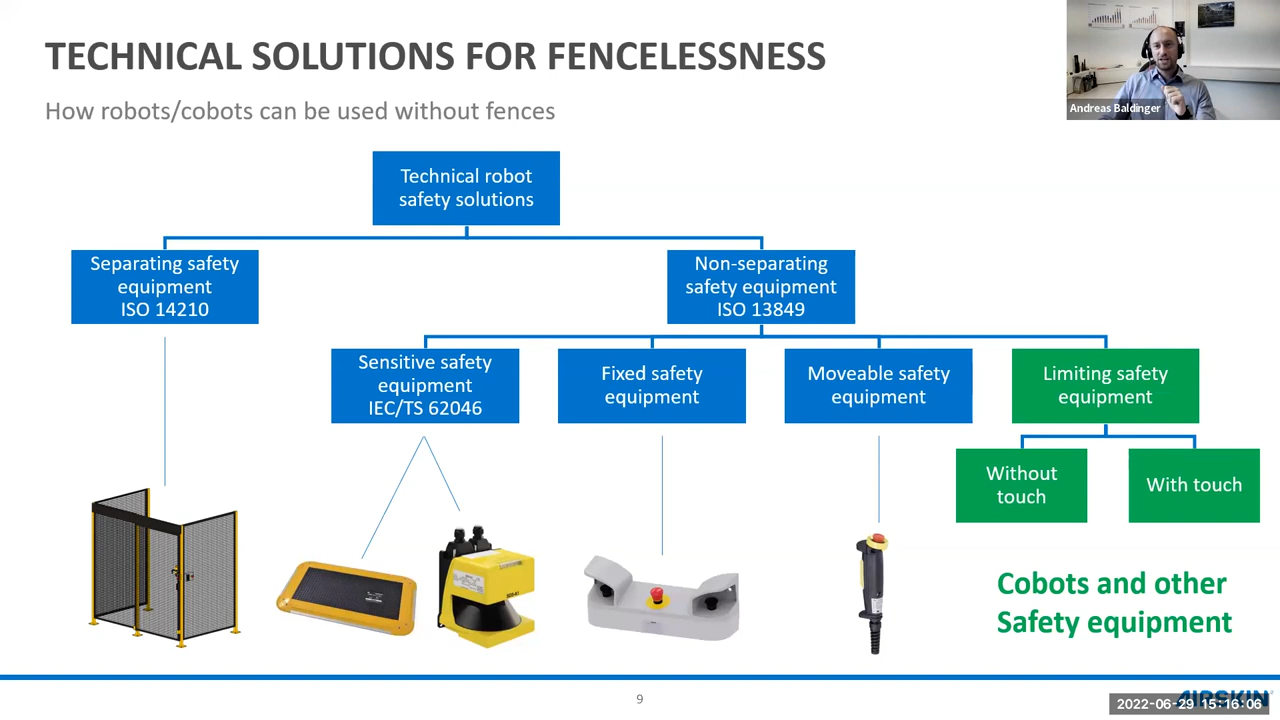 TECHNICAL SOLUTIONS FOR FENCELESSNESS
How robots/cobots can be used without fences
Andreas Baldinger
Technical robot
safety solutions
Separating safety
equipment
ISO 14210
Non-separating
safety equipment
ISO 13849
Sensitive safety
equipment
IEC/TS 62046
Fixed safety
equipment
Moveable safety
equipment
Limiting safety
equipment
Without
touch
With touch
Cobots and other
Safety equipment
9
AIRSKIN
2022-06-29 15:16:06